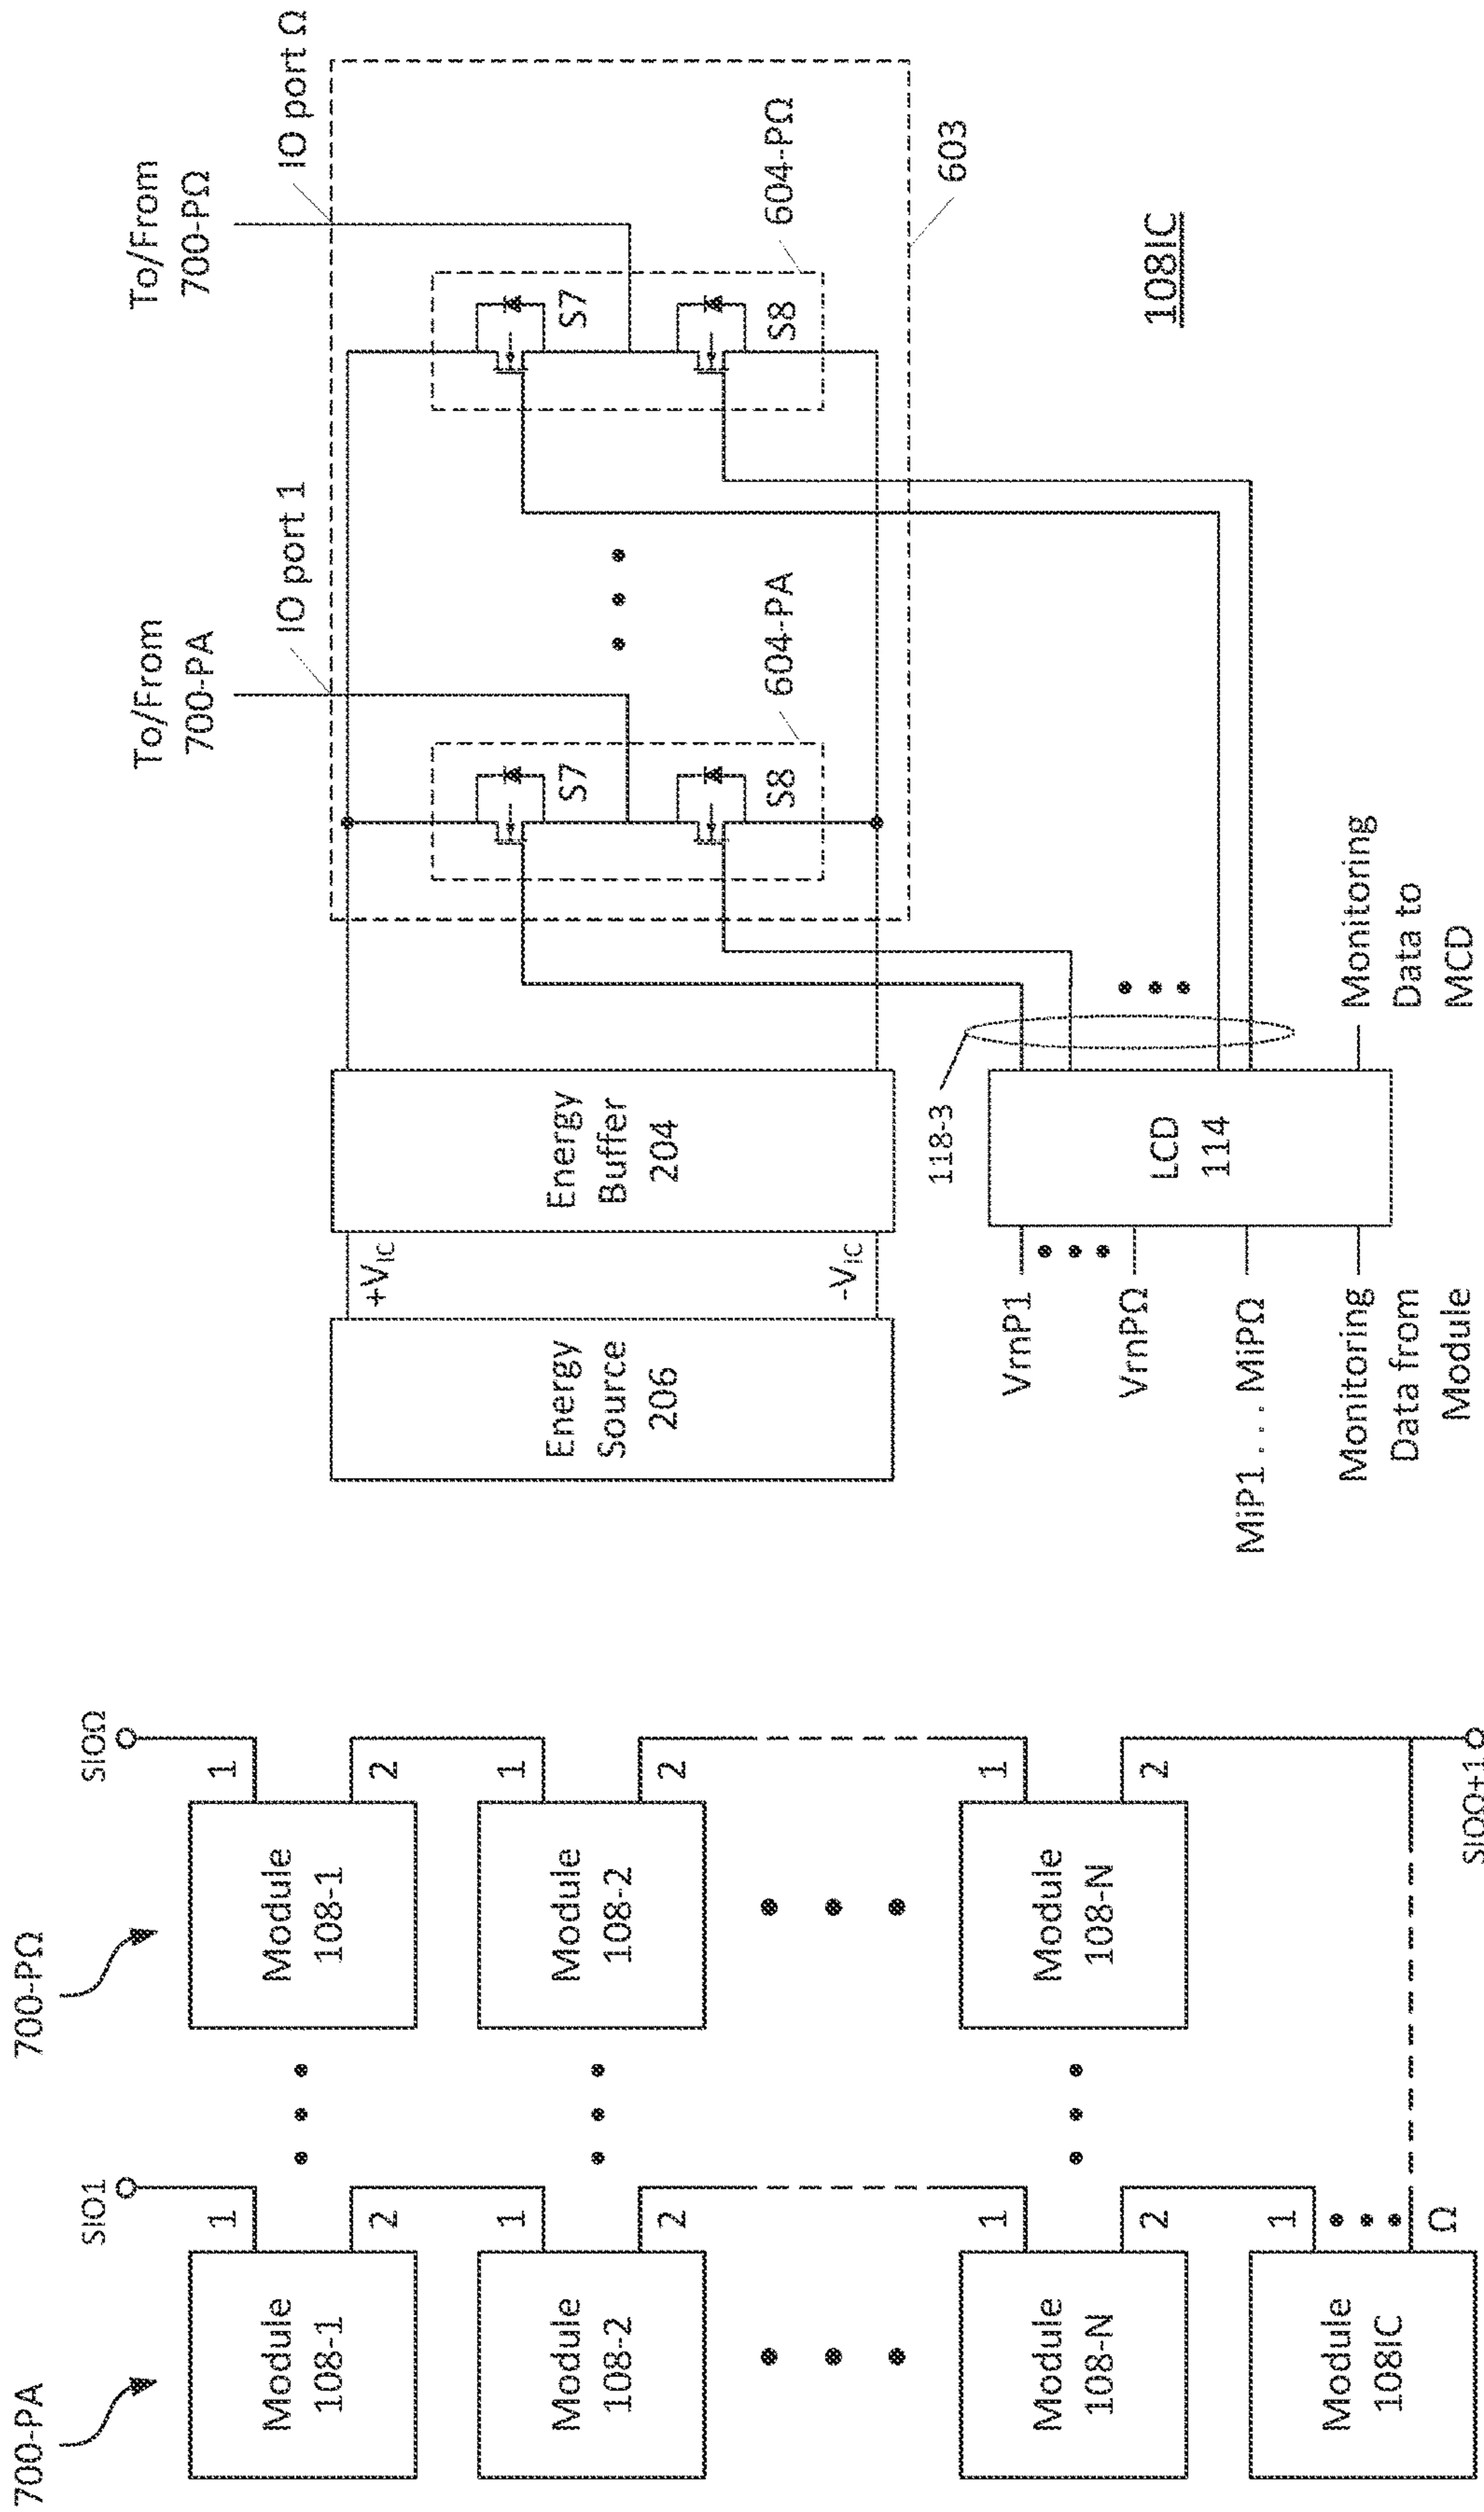 700-PA
700-PΩ
SIO1
SIOΩ
1
1
Module
108-1
Module
108-1
2
2
1
1
Module
108-2
Module
108-2
2
2
1
1
Module
108-N
Module
108-N
2
2
1
Module
108IC
Ω
SIOΩ+1
To/From
700-PA
To/From
700-PΩ
IO port 1
IO port Ω
+VIC
Energy
Source
206
Energy
Buffer
204
-VIC
S7
S7
S8
S8
604-PA
604-PΩ
603
118-3
VrnP1
VrnPΩ
MiP1 . . . MiPΩ
Monitoring
Data from
Module
LCD
114
Monitoring
Data to
MCD
108IC